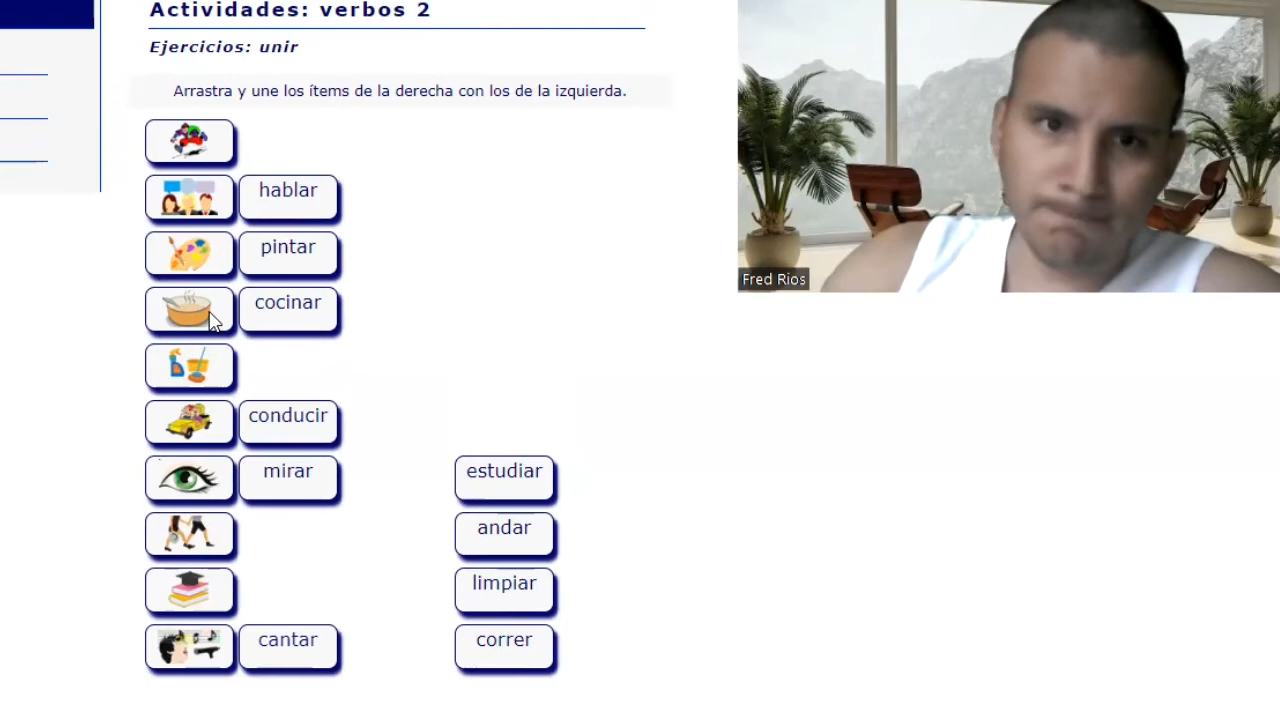 Actividades: verbos 2
Ejercicios: unir
Arrastra y une los ítems de la derecha con los de la izquierda.
hablar
pintar
cocinar
conducir
mirar
estudiar
andar
limpiar
cantar
correr
Fred Rios